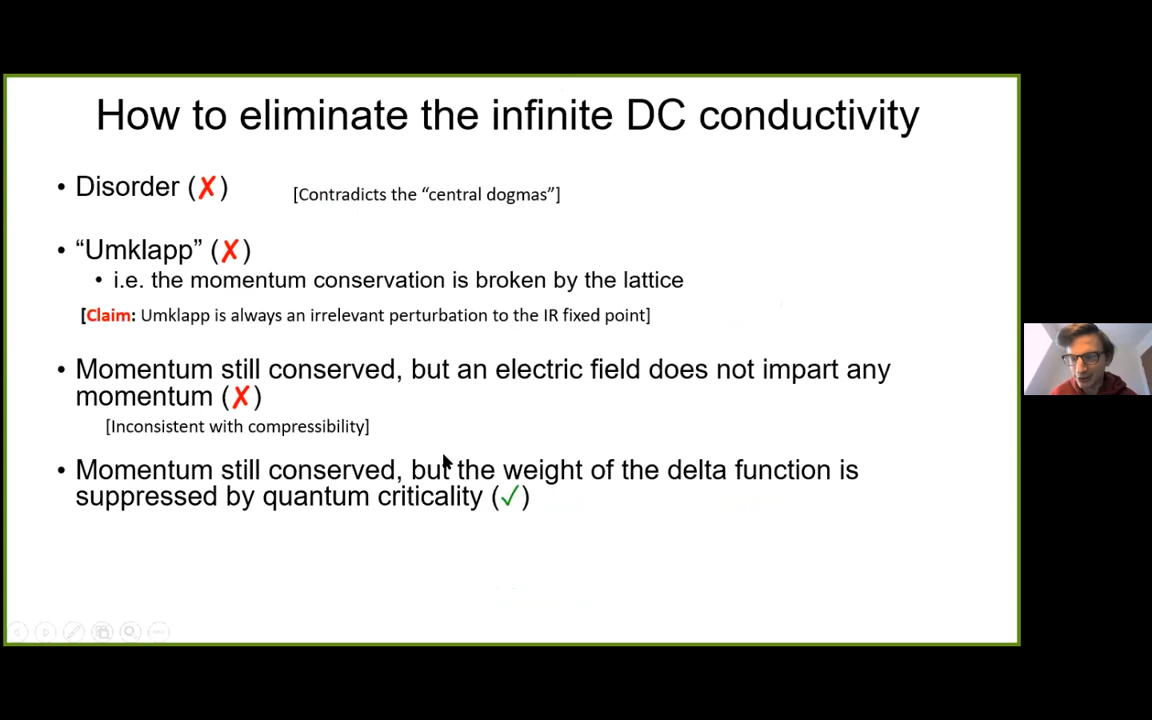 How to eliminate the infinite DC conductivity
• Disorder (✗) [Contradicts the “central dogmas”]
• “Umklapp” (✗)
• i.e. the momentum conservation is broken by the lattice
[Claim: Umklapp is always an irrelevant perturbation to the IR fixed point]
• Momentum still conserved, but an electric field does not impart any
momentum (✗)
[Inconsistent with compressibility]
• Momentum still conserved, but the weight of the delta function is
suppressed by quantum criticality (✓)